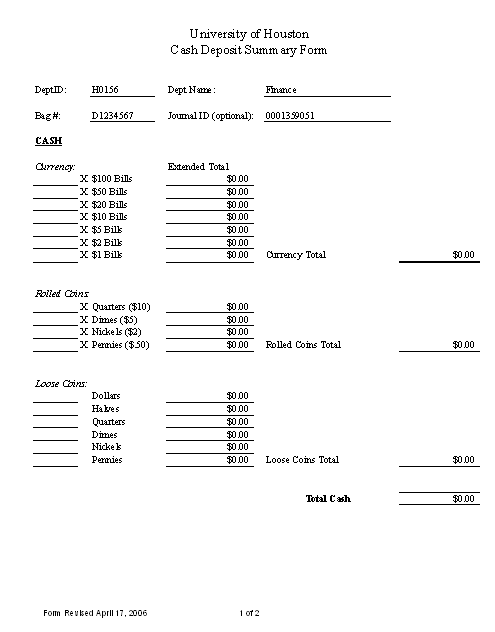 University of Houston
Cash Deposit Summary Form
DeptID: H0156 Dept Name: Finance
Bag #: D1234567 Journal ID (optional): 0001359051
CASH
Currency: Extended Total
X $100 Bills $0.00
X $50 Bills $0.00
X $20 Bills $0.00
X $10 Bills $0.00
X $5 Bills $0.00
X $2 Bills $0.00
X $1 Bills $0.00 Currency Total $0.00
Rolled Coins:
X Quarters ($10) $0.00
X Dimes ($5) $0.00
X Nickels ($2) $0.00
X Pennies ($.50) $0.00 Rolled Coins Total $0.00
Loose Coins:
Dollars $0.00
Halves $0.00
Quarters $0.00
Dimes $0.00
Nickels $0.00
Pennies $0.00 Loose Coins Total $0.00
Total Cash $0.00
Form Revised April 17, 2006 1 of 2